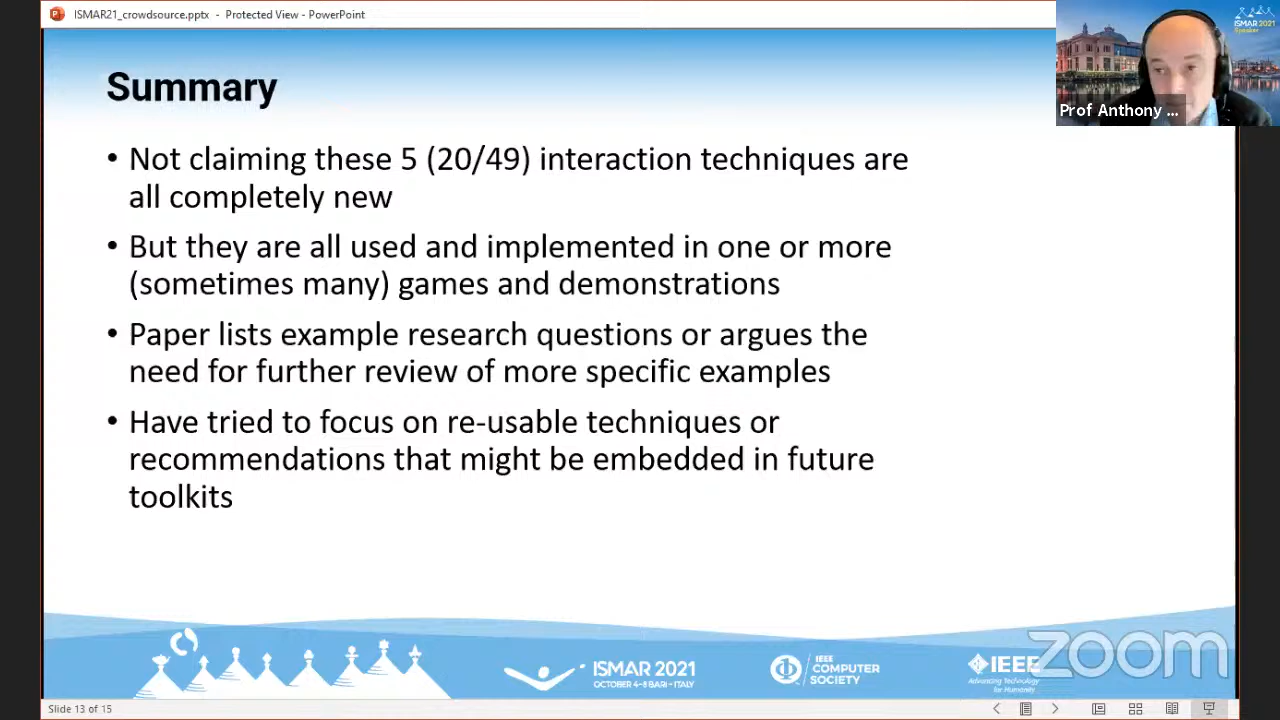 ISMAR21_crowdsource.pptx - Protected View - PowerPoint
ISMAR 2021
Speaker
Prof Anthony ...
Summary
• Not claiming these 5 (20/49) interaction techniques are
all completely new
• But they are all used and implemented in one or more
(sometimes many) games and demonstrations
• Paper lists example research questions or argues the
need for further review of more specific examples
• Have tried to focus on re-usable techniques or
recommendations that might be embedded in future
toolkits
ISMAR 2021
OCTOBER 4-8 BARI - ITALY
IEEE
COMPUTER
SOCIETY
IEEE
Advancing Technology
for Humanity
zoom
Slide 13 of 15